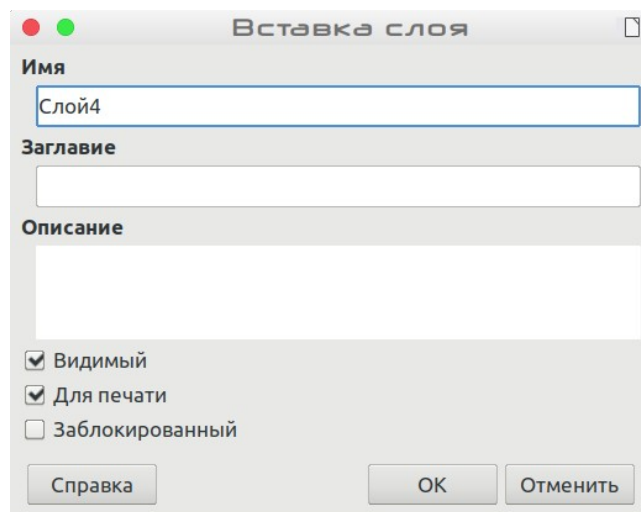 Вставка слоя
Имя
Слой4
Заглавие
Описание
Видимый
Для печати
Заблокированный
Справка OK Отменить